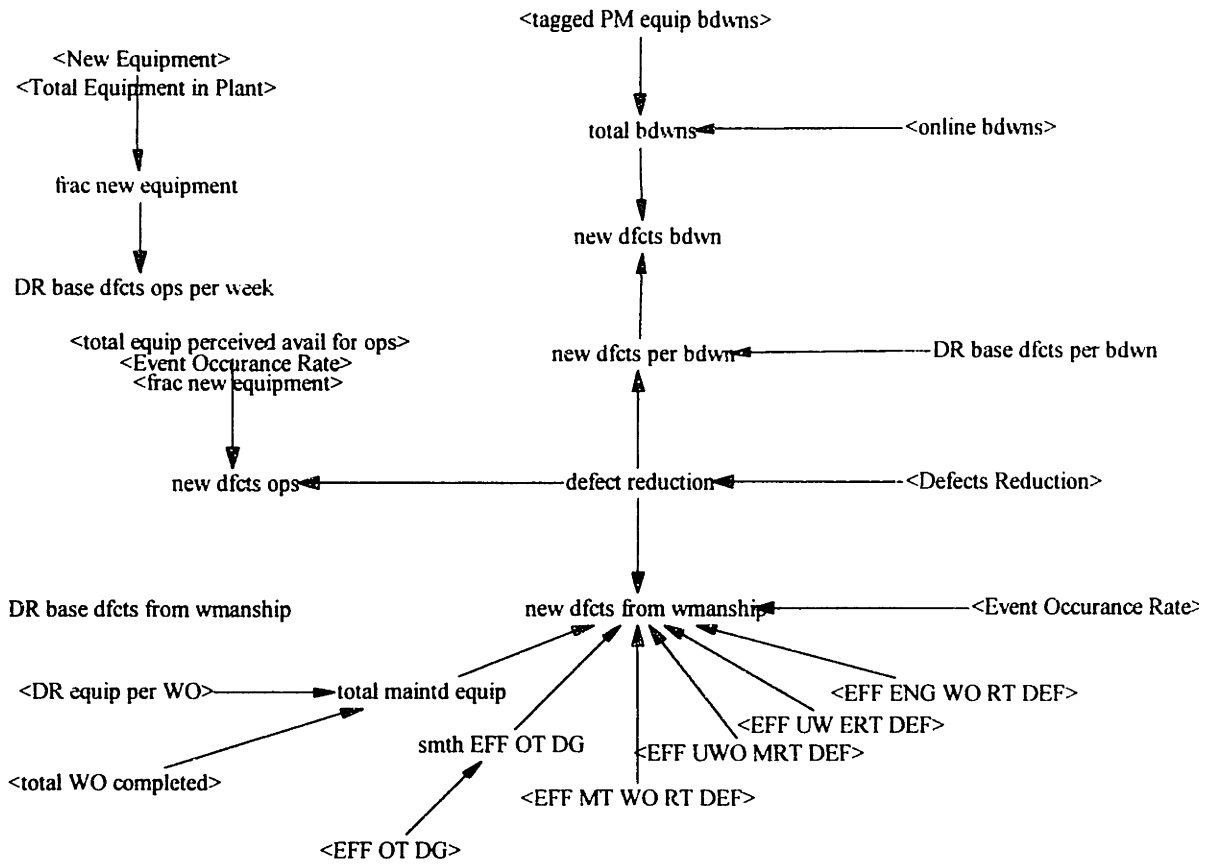 <tagged PM equip bdwns>
<New Equipment>
<Total Equipment in Plant>
total bdwns
<online bdwns>
frac new equipment
new dfcts bdwn
DR base dfcts ops per week
<total equip perceived avail for ops>
<Event Occurance Rate>
<frac new equipment>
new dfcts per bdwn
DR base dfcts per bdwn
new dfcts ops
defect reduction
<Defects Reduction>
DR base dfcts from wmanship
new dfcts from wmanship
<Event Occurance Rate>
<DR equip per WO>
total maintd equip
<EFF ENG WO RT DEF>
<EFF UW ERT DEF>
smth EFF OT DG
<EFF UWO MRT DEF>
<total WO completed>
<EFF MT WO RT DEF>
<EFF OT DG>